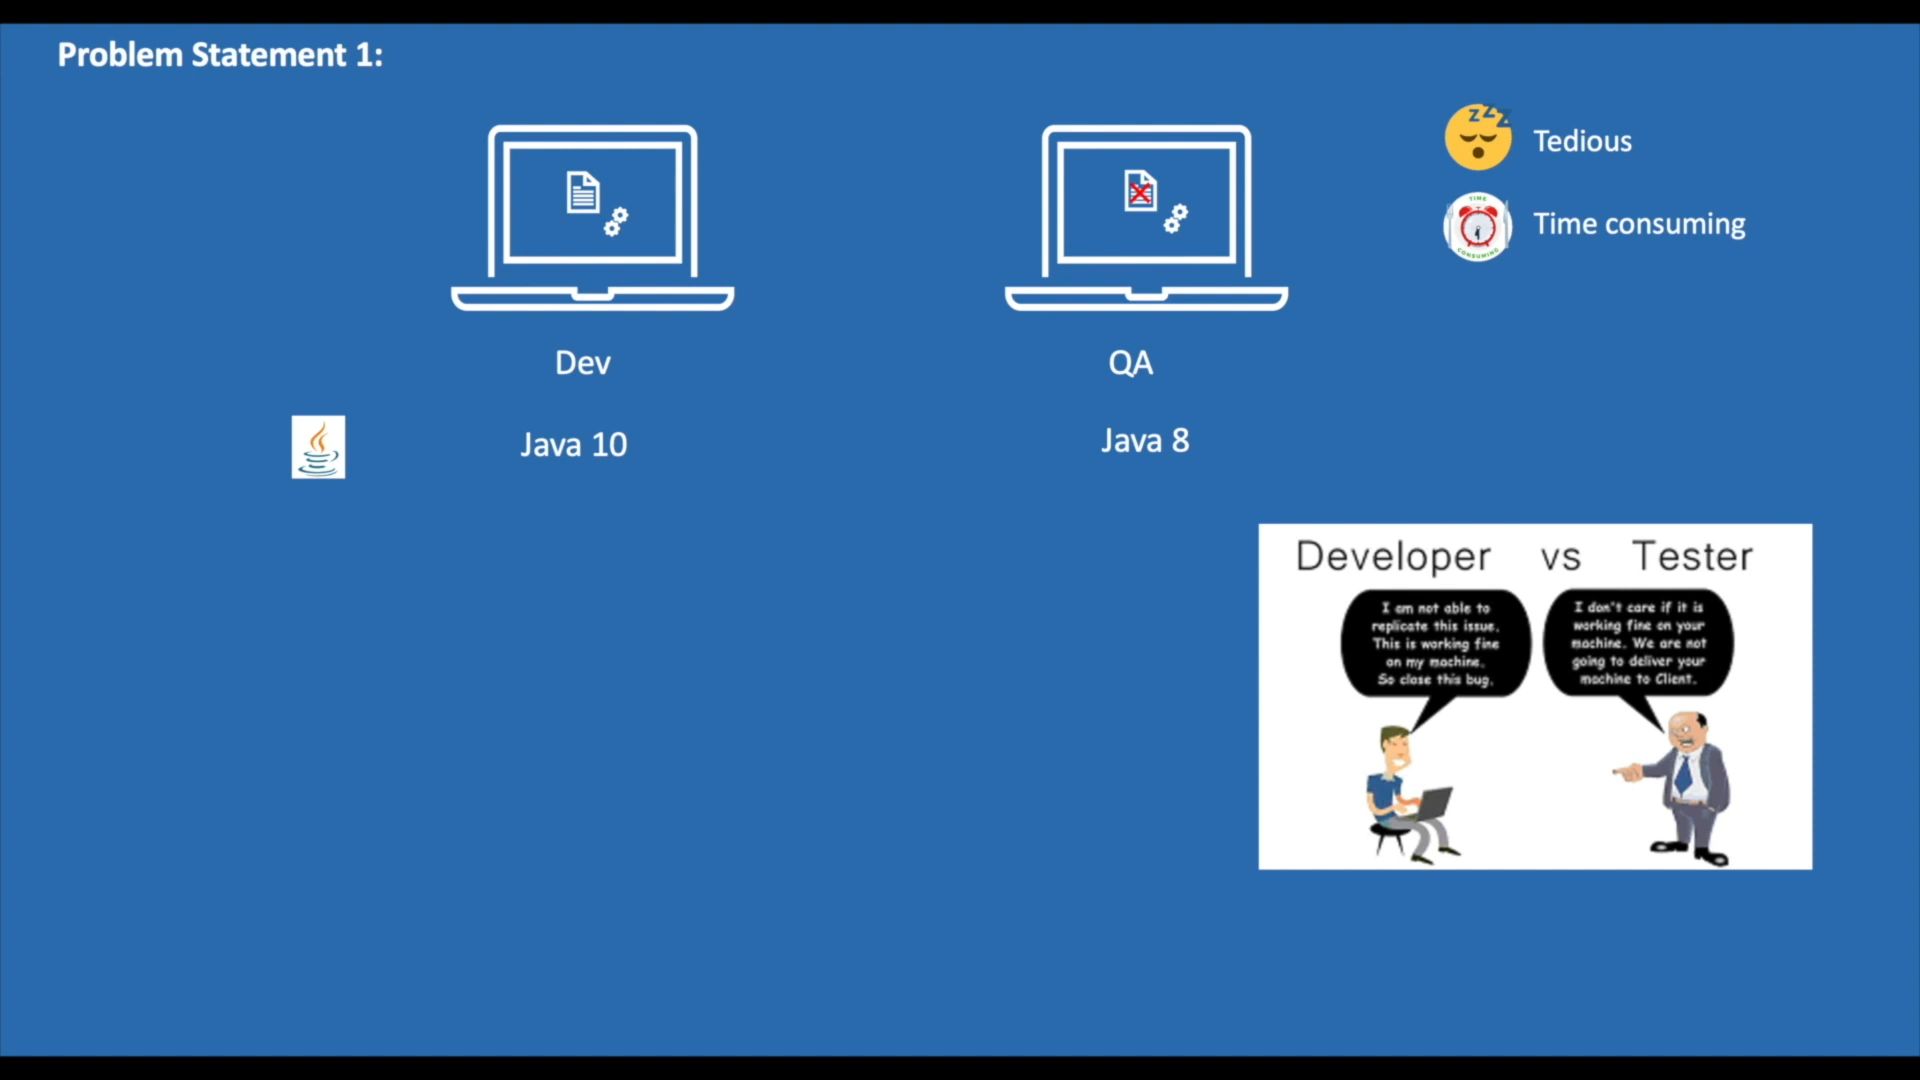 Problem Statement 1:
z z z
Tedious
TIME
CONSUMING
Time consuming
Dev
QA
Java 10
Java 8
Developer vs Tester
I am not able to
replicate this issue.
This is working fine
on my machine.
So close this bug.
I don't care if it is
working fine on your
machine. We are not
going to deliver your
machine to Client.